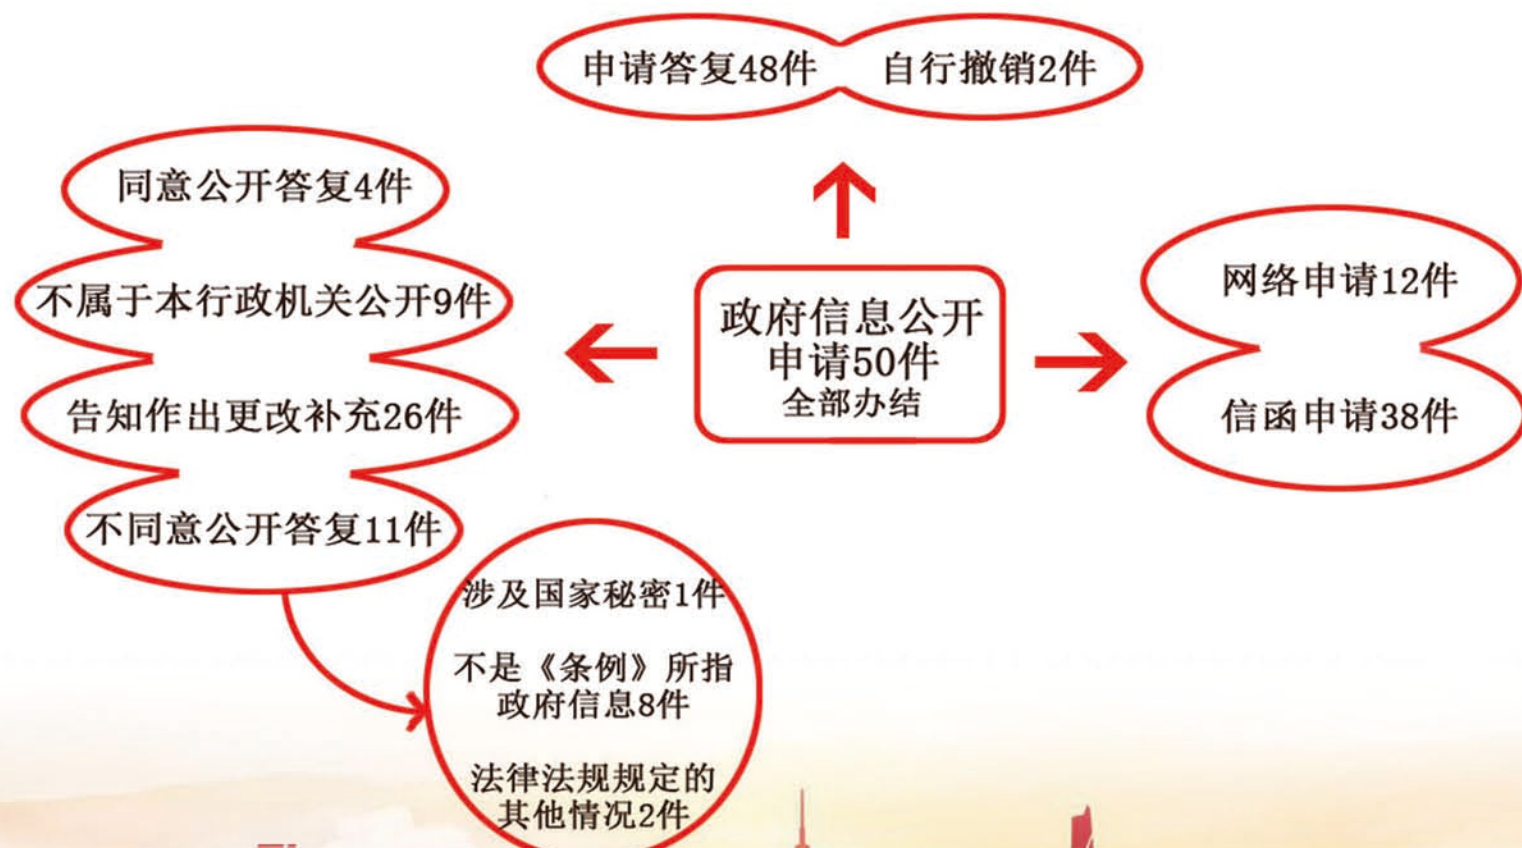 申请答复48件
自行撤销2件
同意公开答复4件
不属于本行政机关公开9件
告知作出更改补充26件
不同意公开答复11件
政府信息公开
申请50件
全部办结
网络申请12件
信函申请38件
涉及国家秘密1件
不是《条例》所指
政府信息8件
法律法规规定的
其他情况2件